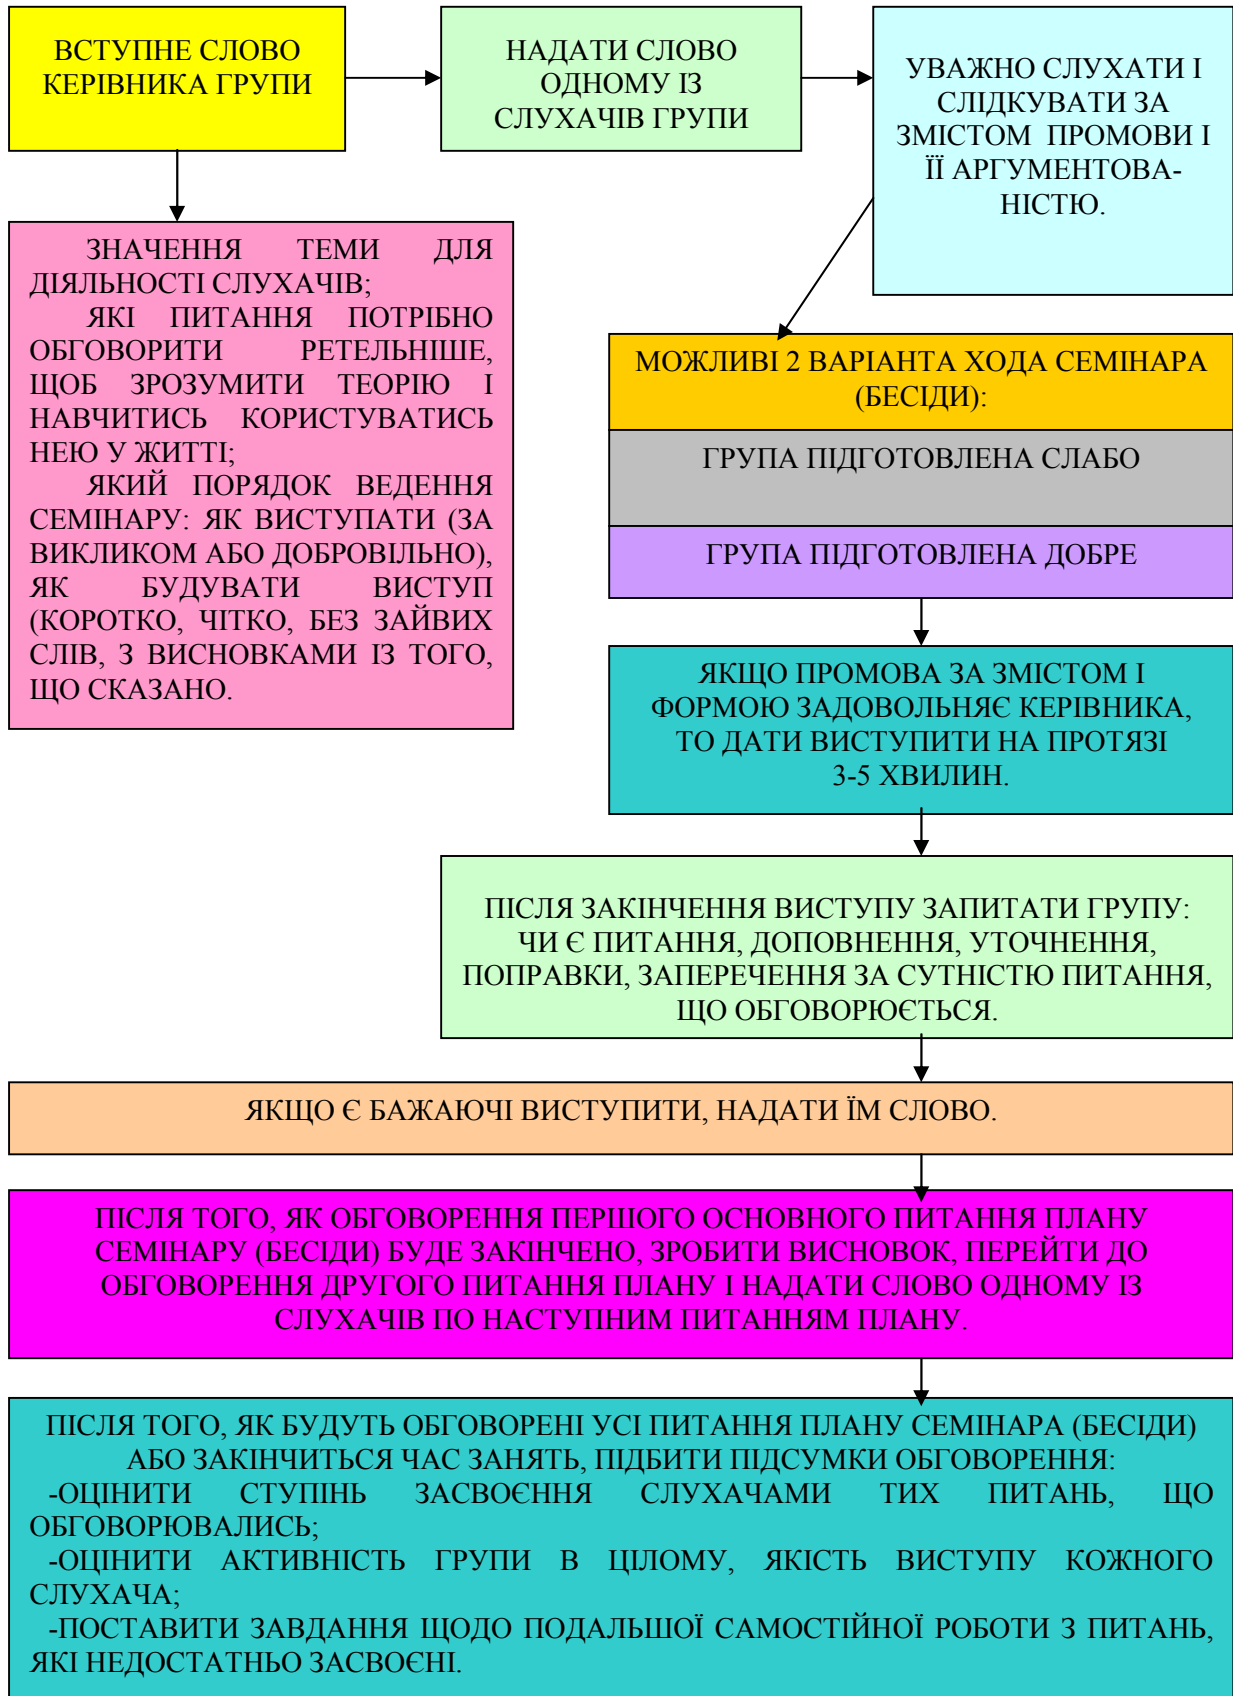 ВСТУПНЕ СЛОВО
КЕРІВНИКА ГРУПИ
НАДАТИ СЛОВО
ОДНОМУ ІЗ
СЛУХАЧІВ ГРУПИ
УВАЖНО СЛУХАТИ І
СЛІДКУВАТИ ЗА
ЗМІСТОМ ПРОМОВИ І
ЇЇ АРГУМЕНТОВА-
НІСТЮ.
ЗНАЧЕННЯ ТЕМИ ДЛЯ
ДІЯЛЬНОСТІ СЛУХАЧІВ;
ЯКІ ПИТАННЯ ПОТРІБНО
ОБГОВОРИТИ РЕТЕЛЬНІШЕ,
ЩОБ ЗРОЗУМИТИ ТЕОРІЮ І
НАВЧИТИСЬ КОРИСТУВАТИСЬ
НЕЮ У ЖИТТІ;
ЯКИЙ ПОРЯДОК ВЕДЕННЯ
СЕМІНАРУ: ЯК ВИСТУПАТИ (ЗА
ВИКЛИКОМ АБО ДОБРОВІЛЬНО),
ЯК БУДУВАТИ ВИСТУП
(КОРОТКО, ЧІТКО, БЕЗ ЗАЙВИХ
СЛІВ, З ВИСНОВКАМИ ІЗ ТОГО,
ЩО СКАЗАНО.
МОЖЛИВІ 2 ВАРІАНТА ХОДА СЕМІНАРА
(БЕСІДИ):
ГРУПА ПІДГОТОВЛЕНА СЛАБО
ГРУПА ПІДГОТОВЛЕНА ДОБРЕ
ЯКЩО ПРОМОВА ЗА ЗМІСТОМ І
ФОРМОЮ ЗАДОВОЛЬНЯЄ КЕРІВНИКА,
ТО ДАТИ ВИСТУПИТИ НА ПРОТЯЗІ
3-5 ХВИЛИН.
ПІСЛЯ ЗАКІНЧЕННЯ ВИСТУПУ ЗАПИТАТИ ГРУПУ:
ЧИ Є ПИТАННЯ, ДОПОВНЕННЯ, УТОЧНЕННЯ,
ПОПРАВКИ, ЗАПЕРЕЧЕННЯ ЗА СУТНІСТЮ ПИТАННЯ,
ЩО ОБГОВОРЮЄТЬСЯ.
ЯКЩО Є БАЖАЮЧІ ВИСТУПИТИ, НАДАТИ ЇМ СЛОВО.
ПІСЛЯ ТОГО, ЯК ОБГОВОРЕННЯ ПЕРШОГО ОСНОВНОГО ПИТАННЯ ПЛАНУ
СЕМІНАРУ (БЕСІДИ) БУДЕ ЗАКІНЧЕНО, ЗРОБИТИ ВИСНОВОК, ПЕРЕЙТИ ДО
ОБГОВОРЕННЯ ДРУГОГО ПИТАННЯ ПЛАНУ І НАДАТИ СЛОВО ОДНОМУ ІЗ
СЛУХАЧІВ ПО НАСТУПНИМ ПИТАННЯМ ПЛАНУ.
ПІСЛЯ ТОГО, ЯК БУДУТЬ ОБГОВОРЕНІ УСІ ПИТАННЯ ПЛАНУ СЕМІНАРА (БЕСІДИ)
АБО ЗАКІНЧИТЬСЯ ЧАС ЗАНЯТЬ, ПІДБИТИ ПІДСУМКИ ОБГОВОРЕННЯ:
-ОЦІНИТИ СТУПІНЬ ЗАСВОЄННЯ СЛУХАЧАМИ ТИХ ПИТАНЬ, ЩО
ОБГОВОРЮВАЛИСЬ;
-ОЦІНИТИ АКТИВНІСТЬ ГРУПИ В ЦІЛОМУ, ЯКІСТЬ ВИСТУПУ КОЖНОГО
СЛУХАЧА;
-ПОСТАВИТИ ЗАВДАННЯ ЩОДО ПОДАЛЬШОЇ САМОСТІЙНОЇ РОБОТИ З ПИТАНЬ,
ЯКІ НЕДОСТАТНЬО ЗАСВОЄНІ.